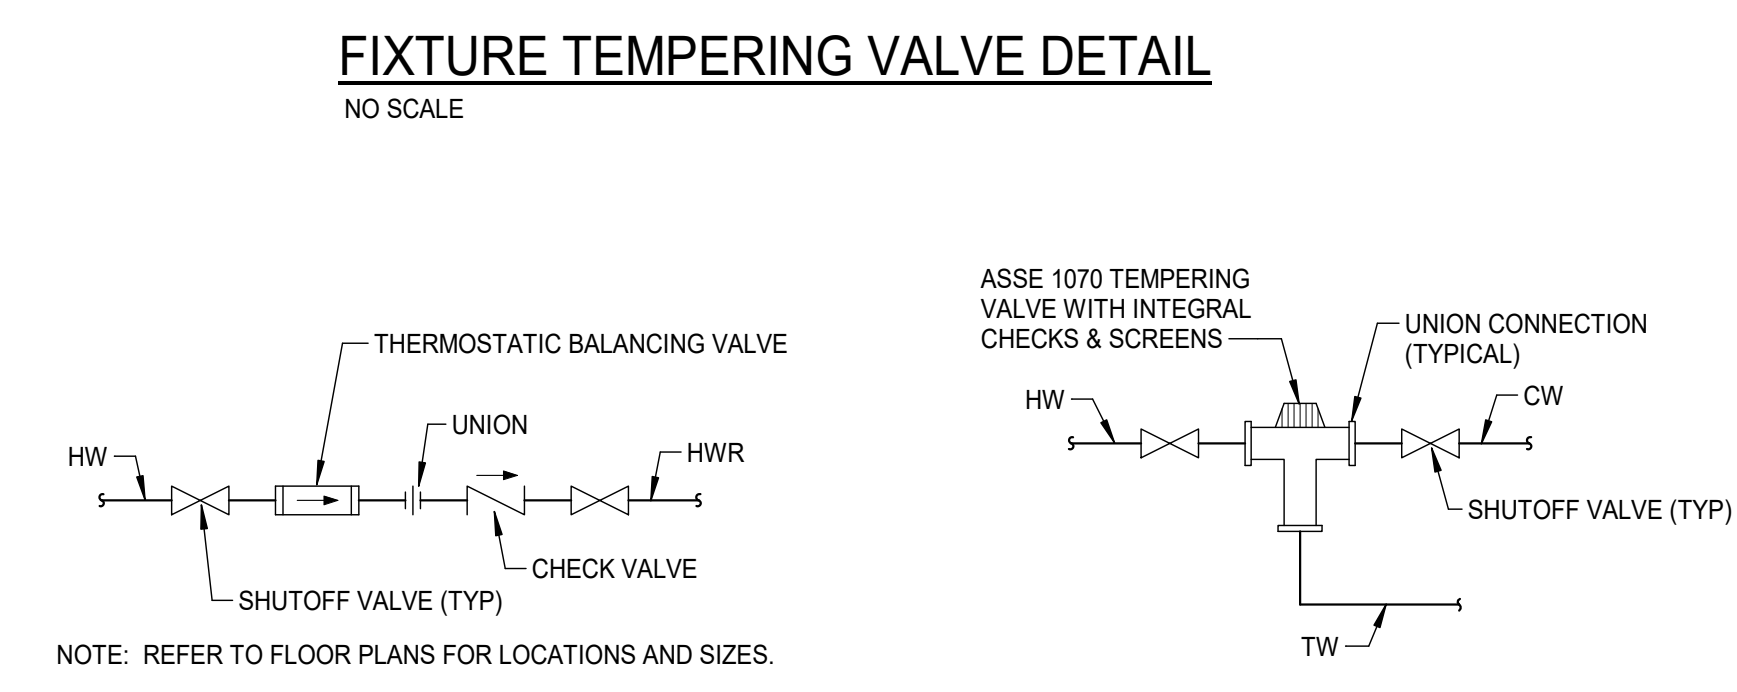 FIXTURE TEMPERING VALVE DETAIL
NO SCALE
THERMOSTATIC BALANCING VALVE
UNION
HW
HWR
CHECK VALVE
SHUTOFF VALVE (TYP)
NOTE: REFER TO FLOOR PLANS FOR LOCATIONS AND SIZES.
ASSE 1070 TEMPERING
VALVE WITH INTEGRAL
CHECKS & SCREENS
UNION CONNECTION
(TYPICAL)
HW
CW
SHUTOFF VALVE (TYP)
TW